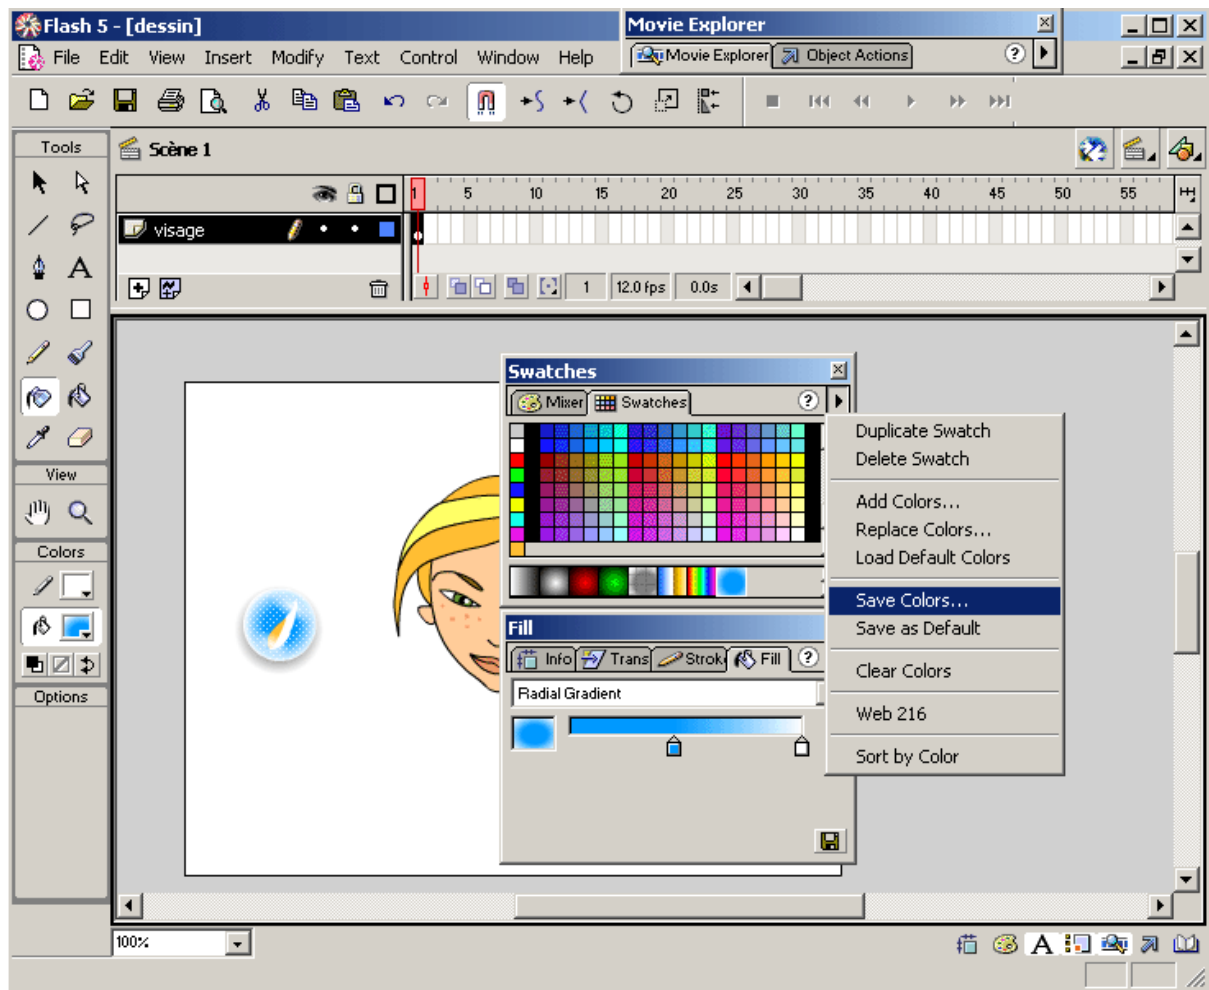 Flash 5 - [dessin]
Movie Explorer
File Edit View Insert Modify Text Control Window Help
Movie Explorer Object Actions
?
Tools
Scène 1
1 5 10 15 20 25 30 35 40 45 50 55
visage
A
1 12.0 fps 0.0s
Swatches
Mixer Swatches ?
Duplicate Swatch
Delete Swatch
Add Colors...
Replace Colors...
Load Default Colors
Save Colors...
Save as Default
Clear Colors
Web 216
Sort by Color
View
Colors
Options
Fill
Info Trans Strok Fill ?
Radial Gradient
100%
A